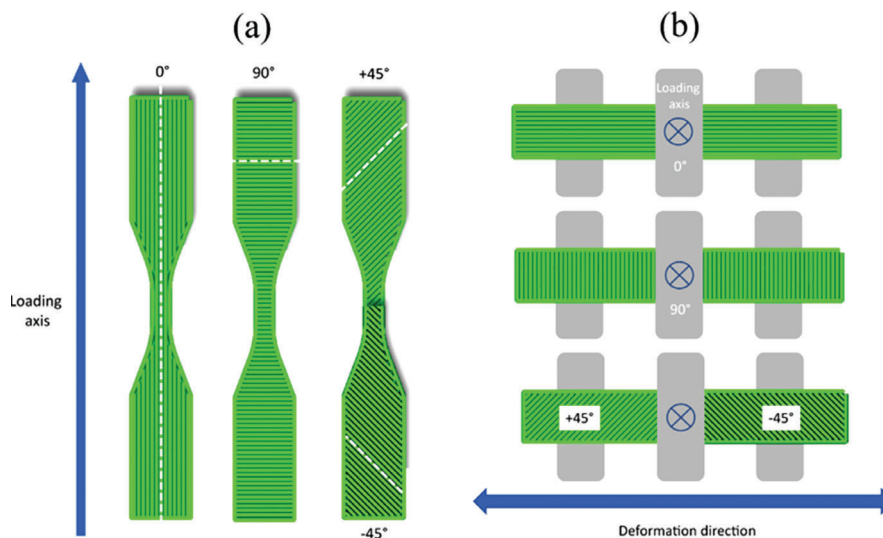 (a)
(b)
0°
90°
+45°
Loading
axis
-45°
Loading
axis
0°
90°
+45°
-45°
Deformation direction